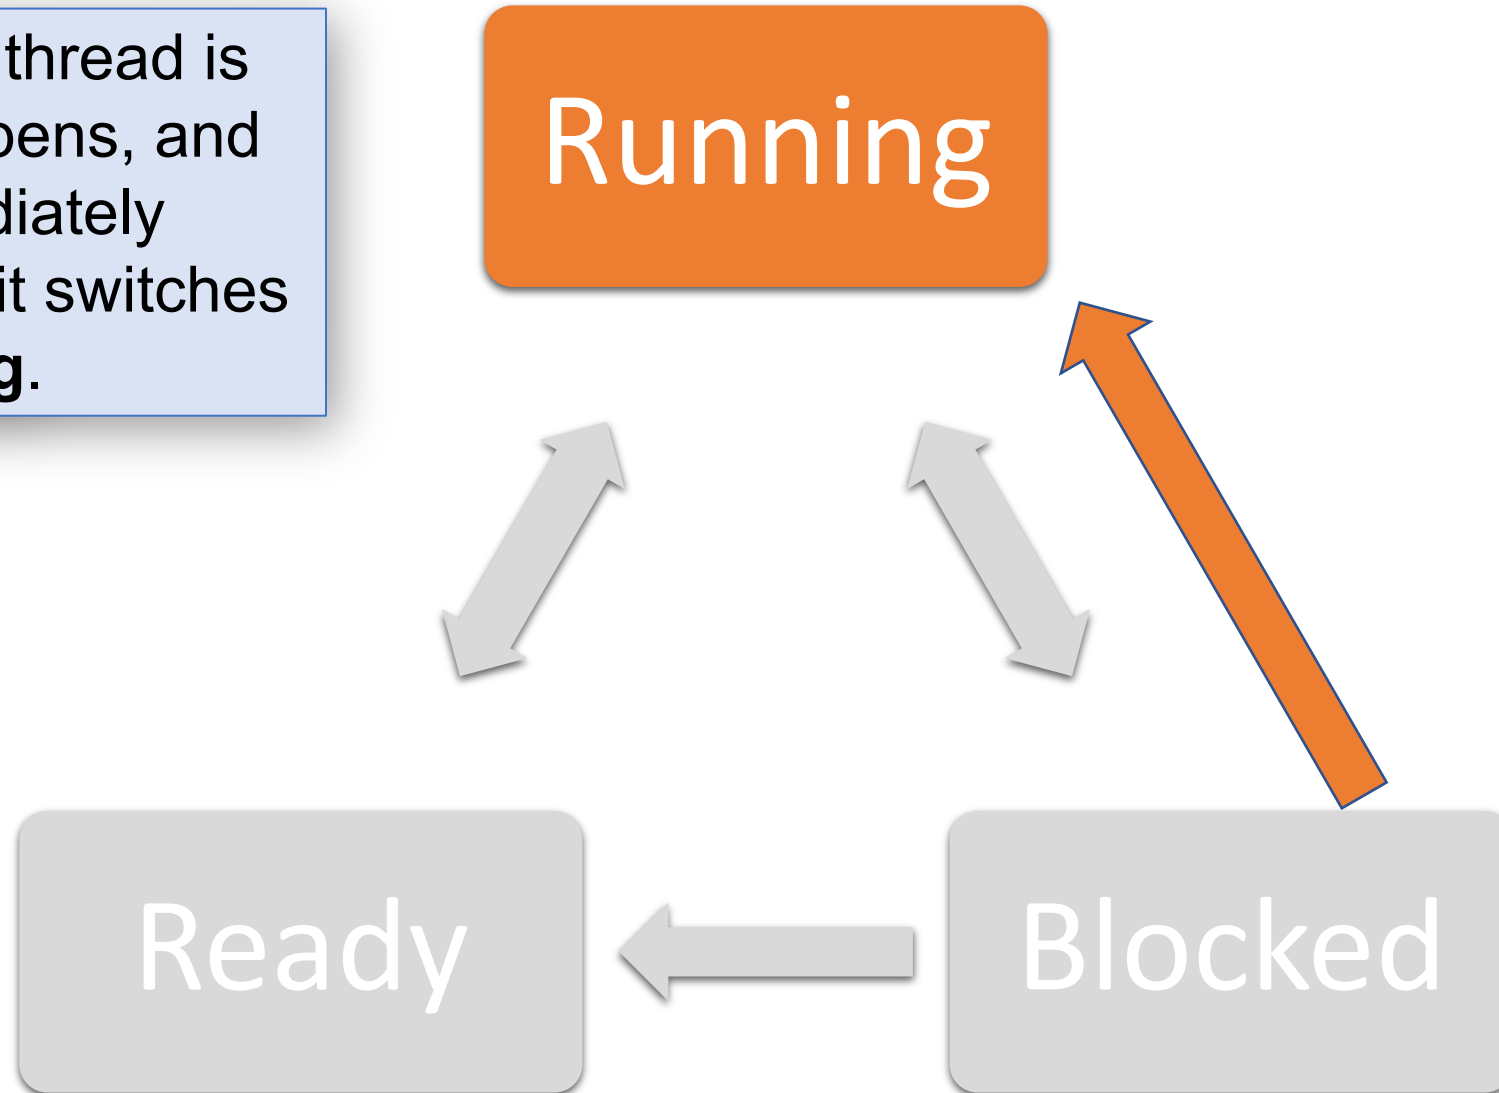 thread is
pens, and
diately
it switches
g.
Running
Ready
Blocked